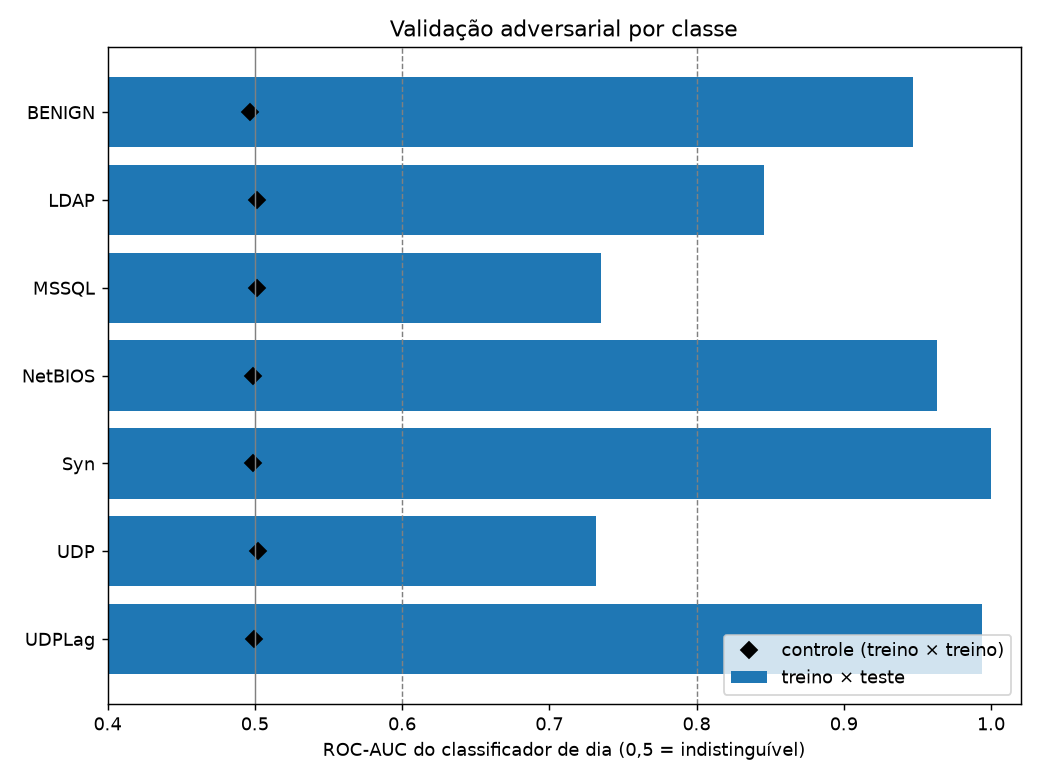 Validação adversarial por classe
BENIGN
LDAP
MSSQL
NetBIOS
Syn
UDP
UDPLag
controle (treino × treino)
treino × teste
0.4 0.5 0.6 0.7 0.8 0.9 1.0
ROC-AUC do classificador de dia (0,5 = indistinguível)